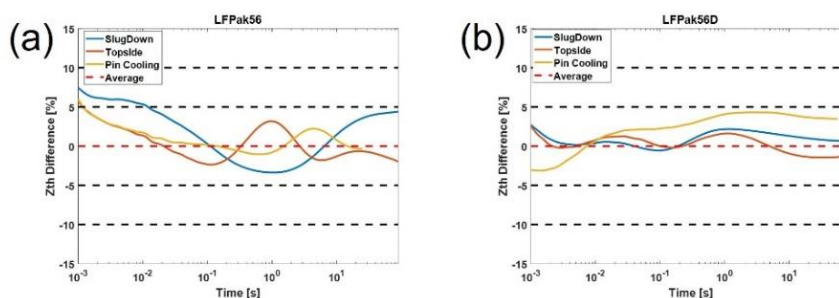 (a)
LFPak56
SlugDown
Topside
Pin Cooling
Average
Zth Difference [%]
15
10
5
0
-5
-10
-15
10-3
10-2
10-1
100
101
Time [s]
(b)
LFPak56D
SlugDown
Topside
Pin Cooling
Average
Zth Difference [%]
15
10
5
0
-5
-10
-15
10-3
10-2
10-1
100
101
Time [s]